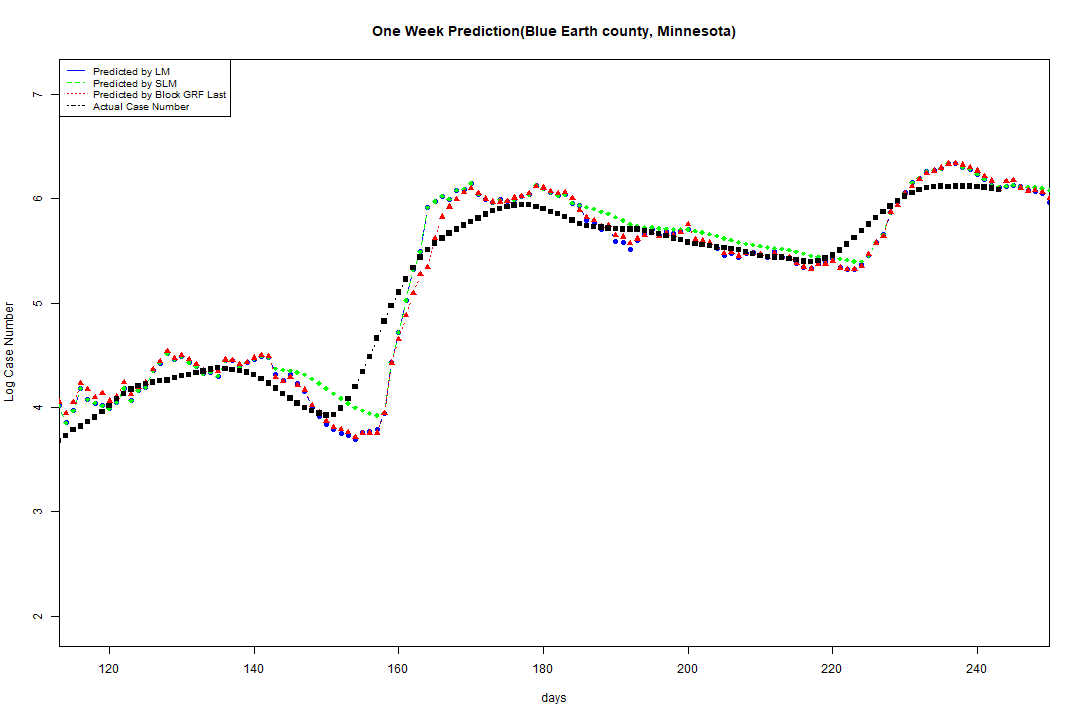 One Week Prediction(Blue Earth county, Minnesota)
Predicted by LM
Predicted by SLM
Predicted by Block GRF Last
Actual Case Number
7
6
5
4
3
2
Log Case Number
120 140 160 180 200 220 240
days